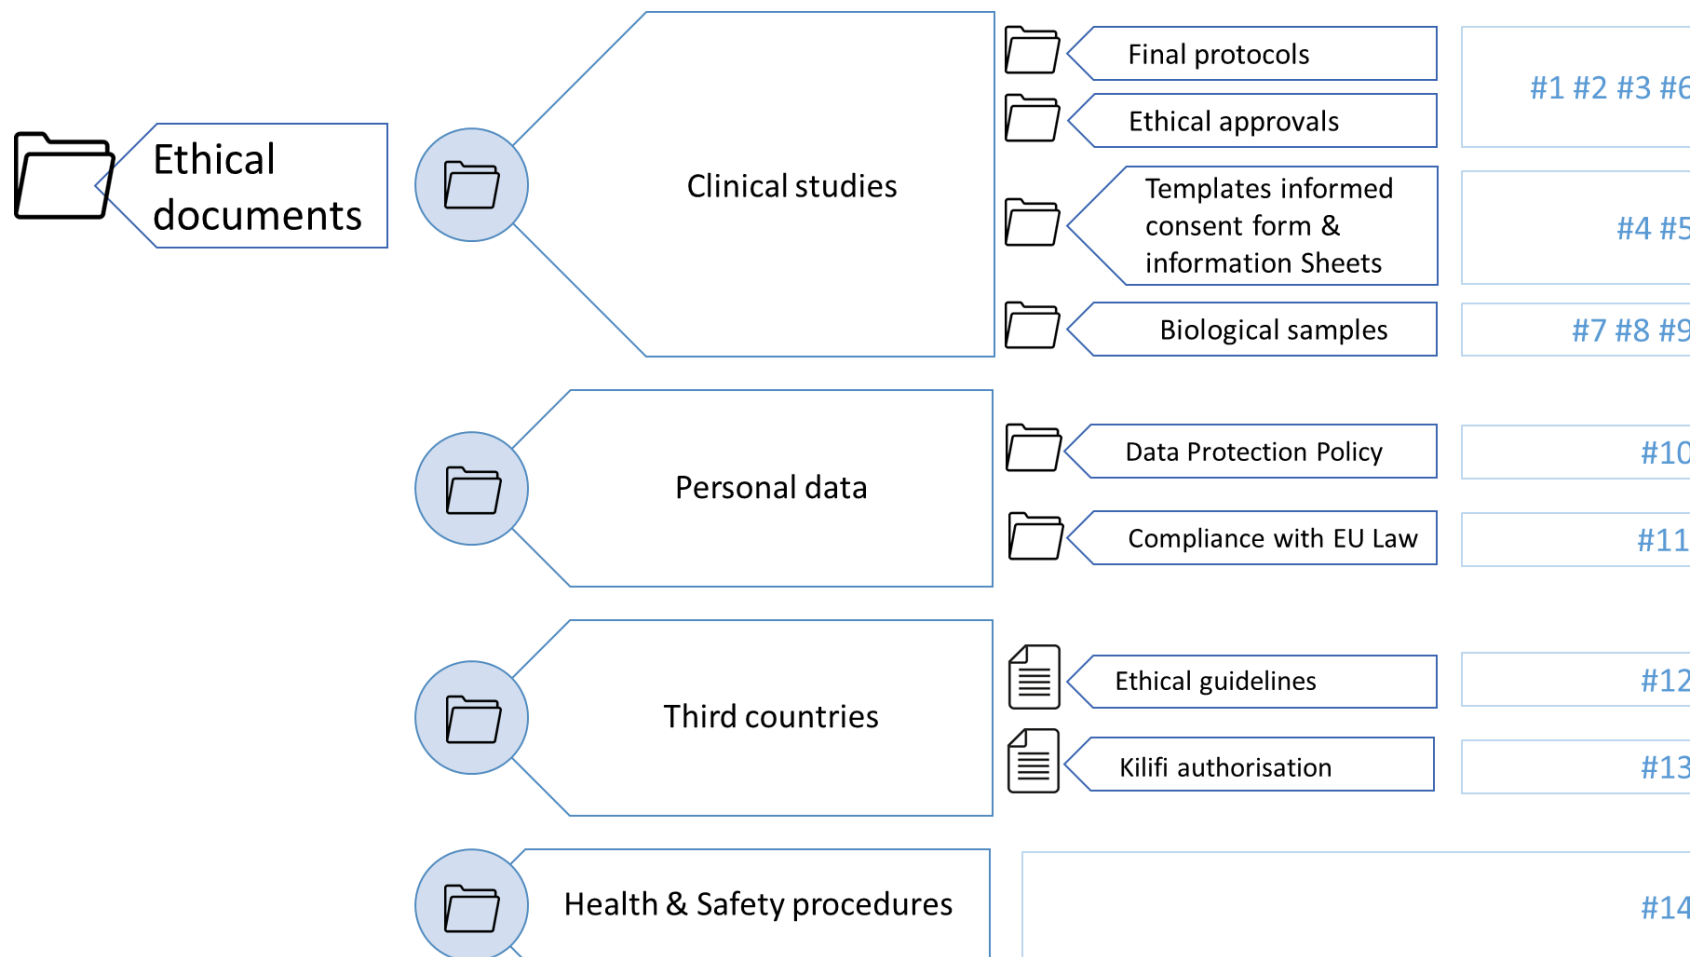 Ethical
documents
Clinical studies
Final protocols
Ethical approvals
#1 #2 #3 #6
Templates informed
consent form &
information Sheets
#4 #5
Biological samples
#7 #8 #9
Personal data
Data Protection Policy
#10
Compliance with EU Law
#11
Third countries
Ethical guidelines
#12
Kilifi authorisation
#13
Health & Safety procedures
#14